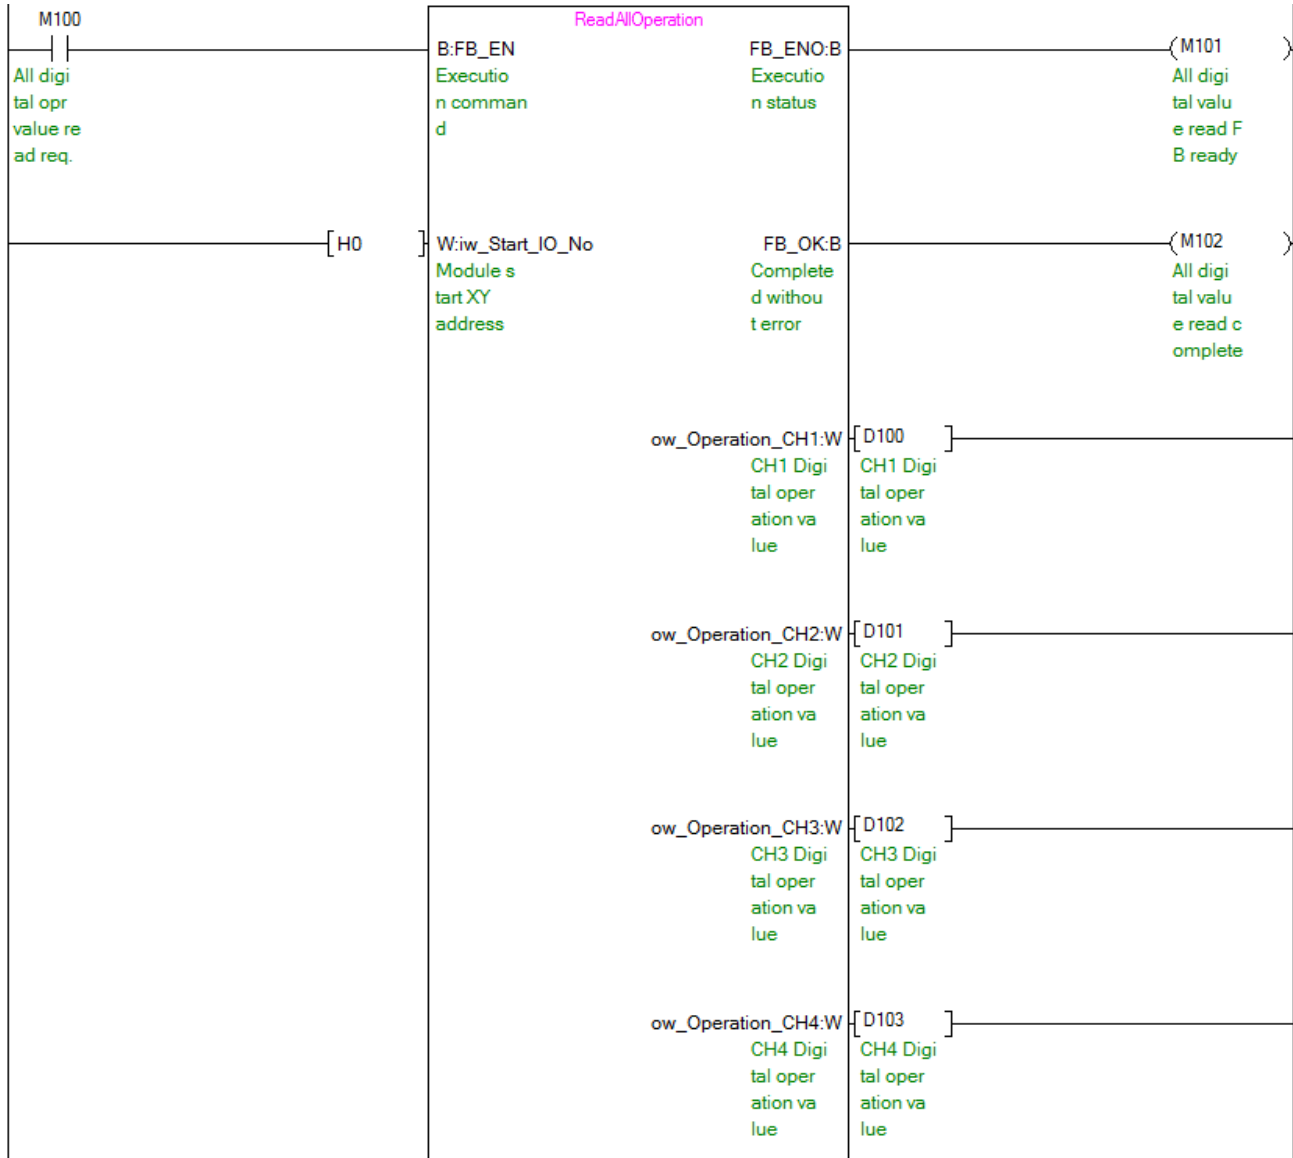 M100
ReadAllOperation
B:FB_EN
FB_ENO:B
M101
All digi
tal opr
value re
ad req.
Executio
n comman
d
Executio
n status
All digi
tal valu
e read F
B ready
H0
W:iw_Start_IO_No
FB_OK:B
M102
Module s
tart XY
address
Complete
d withou
t error
All digi
tal valu
e read c
omplete
ow_Operation_CH1:W
D100
CH1 Digi
tal oper
ation va
lue
CH1 Digi
tal oper
ation va
lue
ow_Operation_CH2:W
D101
CH2 Digi
tal oper
ation va
lue
CH2 Digi
tal oper
ation va
lue
ow_Operation_CH3:W
D102
CH3 Digi
tal oper
ation va
lue
CH3 Digi
tal oper
ation va
lue
ow_Operation_CH4:W
D103
CH4 Digi
tal oper
ation va
lue
CH4 Digi
tal oper
ation va
lue